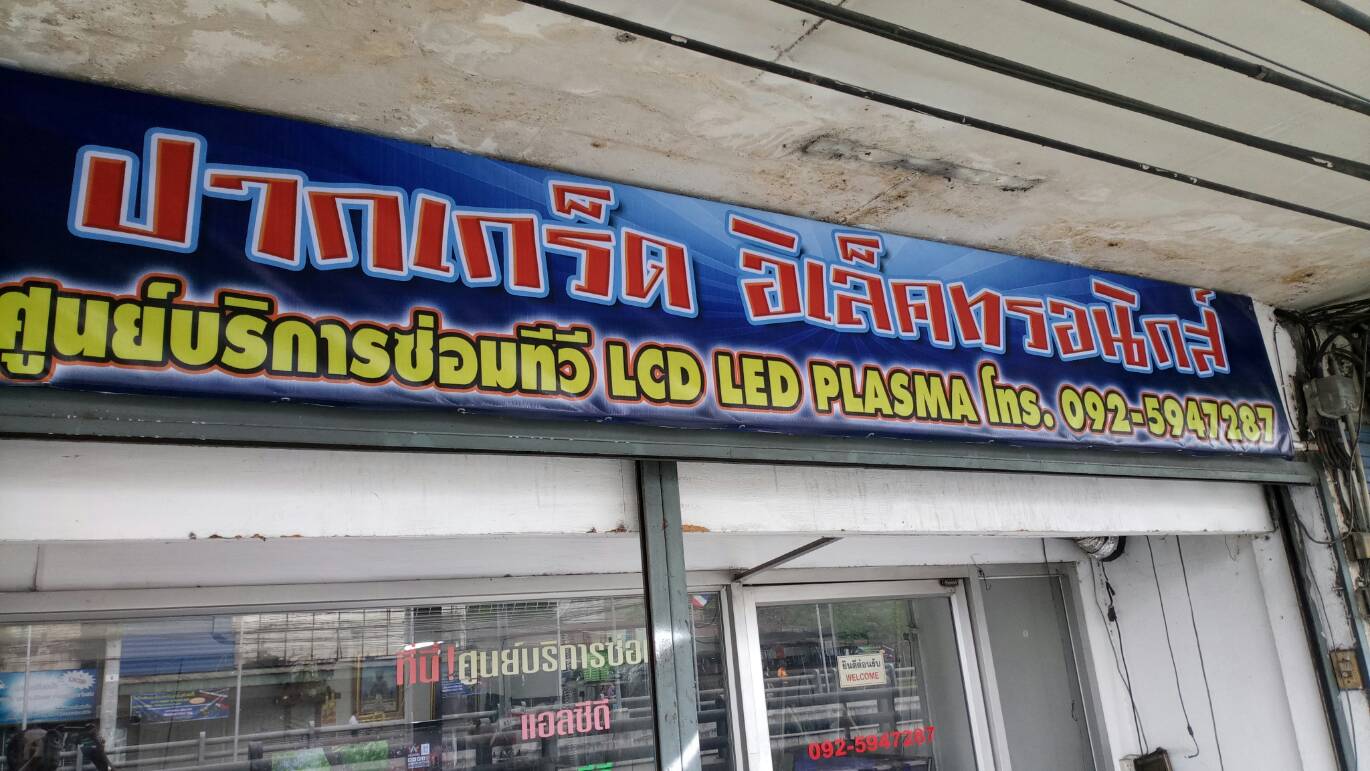 ปากเกร็ด อิเล็คทรอนิกส์
ศูนย์บริการซ่อมทีวี LCD LED PLASMA โทร. 092-5947287
ที่นี่!ศูนย์บริการซ่อ
แอลซีดี
ยินดีต้อนรับ
WELCOME
092-5947287